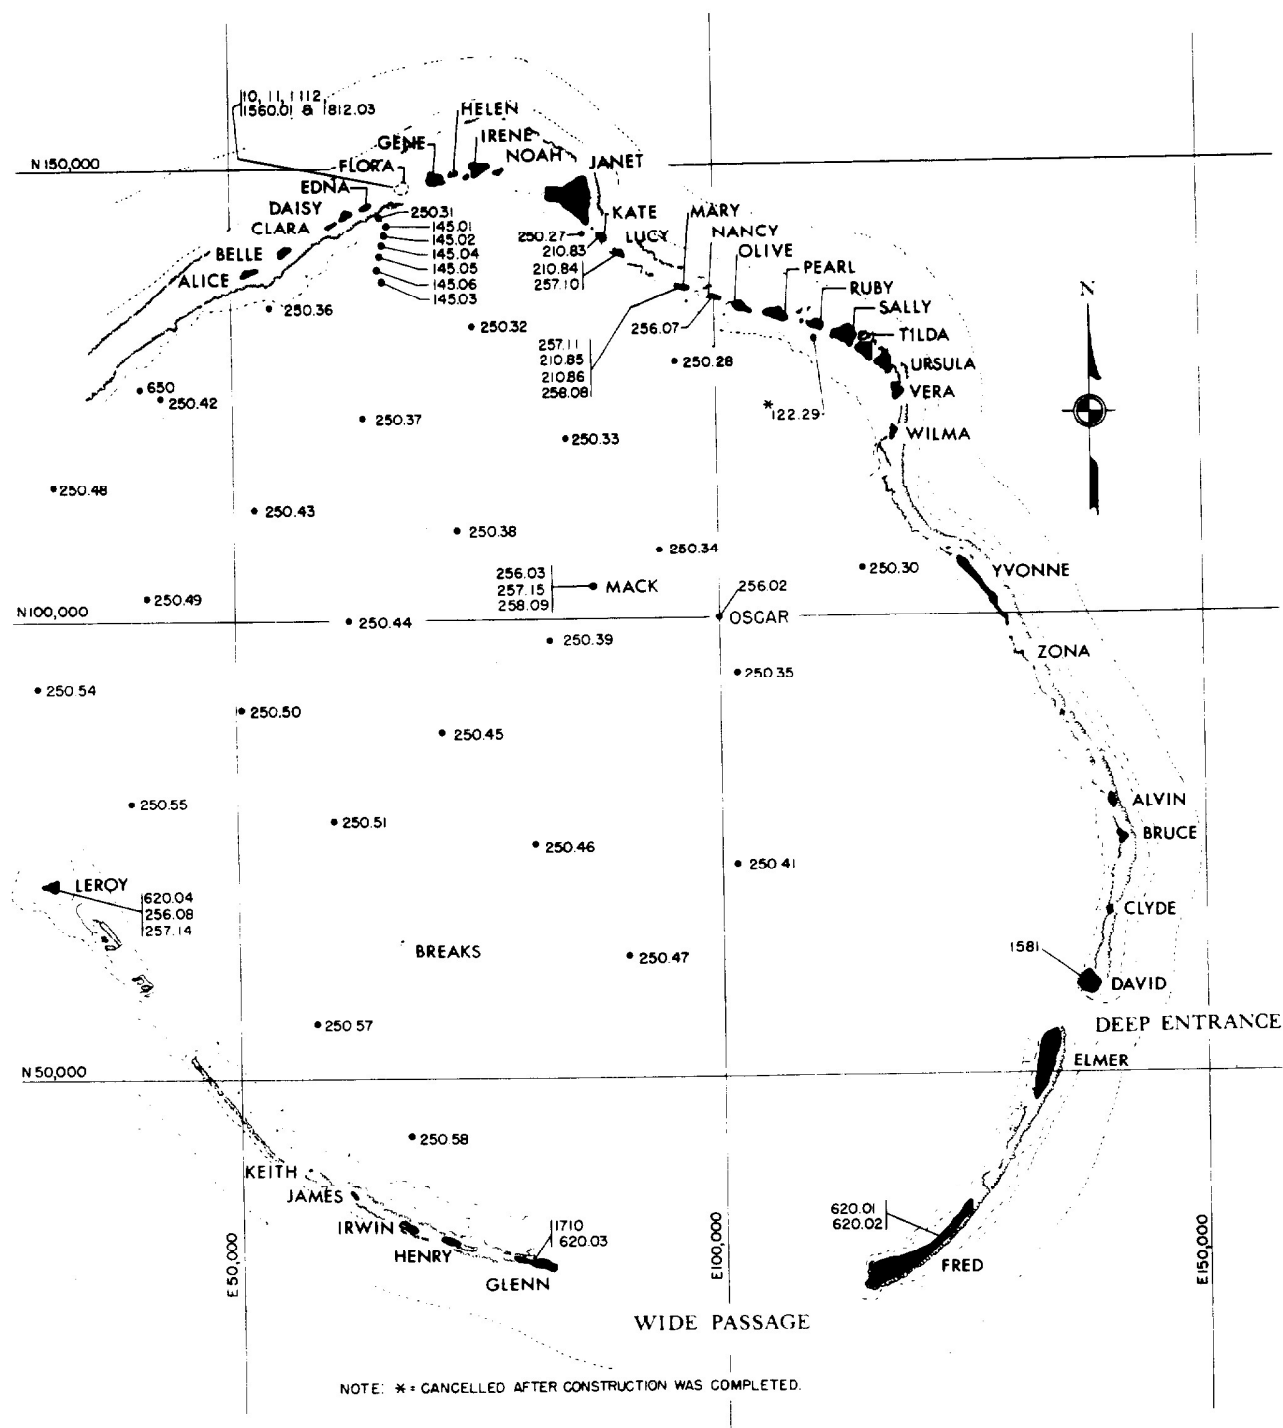 10, 11, 1112,
1560.01 & 1812.03
HELEN
GENE
IRENE
NOAH
JANET
N 150,000
FLORA
EDNA
DAISY
CLARA
BELLE
ALICE
250.31
145.01
145.02
145.04
145.05
145.06
145.03
KATE
MARY
250.27
LUCY
NANCY
210.83
OLIVE
210.84
257.10
PEARL
RUBY
SALLY
TILDA
URSULA
VERA
WILMA
N
250.36
250.32
256.07
257.11
210.85
210.86
258.08
250.28
650
250.42
250.37
*122.29
250.33
250.48
250.43
250.38
250.34
250.30
YVONNE
256.03
257.15
258.09
MACK
256.02
250.49
N 100,000
250.44
OSCAR
250.39
ZONA
250.35
250.54
250.50
250.45
250.55
250.51
ALVIN
BRUCE
250.46
250.41
LEROY
620.04
256.08
257.14
CLYDE
BREAKS
250.47
1581
DAVID
250.57
DEEP ENTRANCE
ELMER
N 50,000
250.58
KEITH
JAMES
IRWIN
HENRY
GLENN
1710
620.03
620.01
620.02
FRED
E 50,000
E100,000
E 150,000
WIDE PASSAGE
NOTE: * = CANCELLED AFTER CONSTRUCTION WAS COMPLETED.